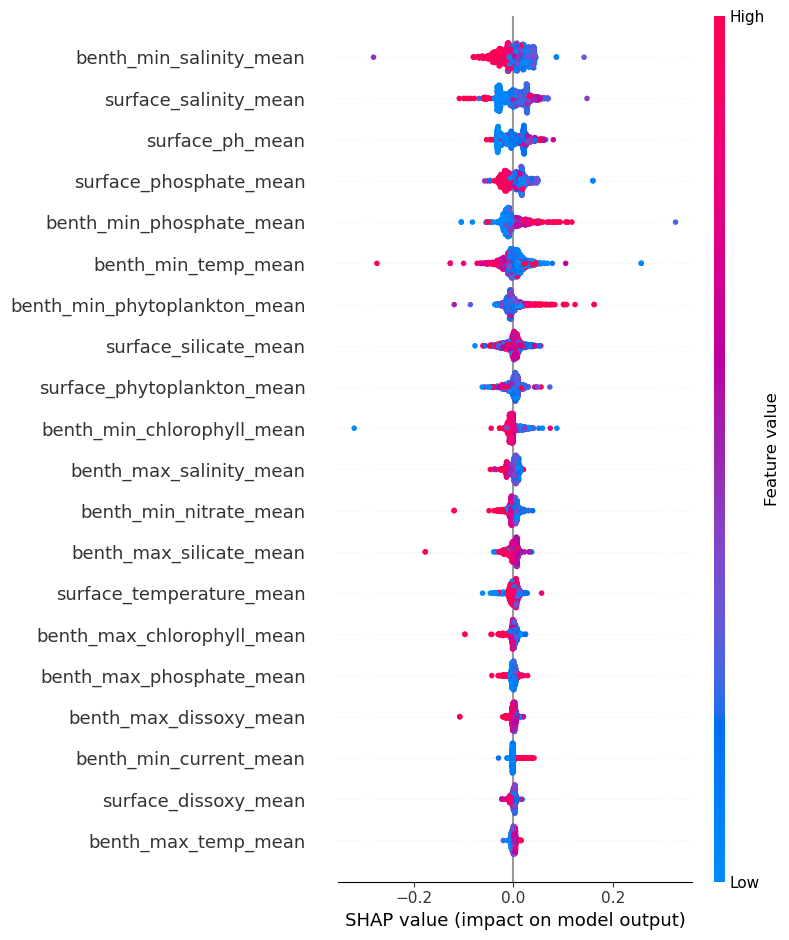 High
benth_min_salinity_mean
surface_salinity_mean
surface_ph_mean
surface_phosphate_mean
benth_min_phosphate_mean
benth_min_temp_mean
benth_min_phytoplankton_mean
surface_silicate_mean
surface_phytoplankton_mean
benth_min_chlorophyll_mean
benth_max_salinity_mean
benth_min_nitrate_mean
benth_max_silicate_mean
surface_temperature_mean
benth_max_chlorophyll_mean
benth_max_phosphate_mean
benth_max_dissoxy_mean
benth_min_current_mean
surface_dissoxy_mean
benth_max_temp_mean
Feature value
Low
−0.2 0.0 0.2
SHAP value (impact on model output)